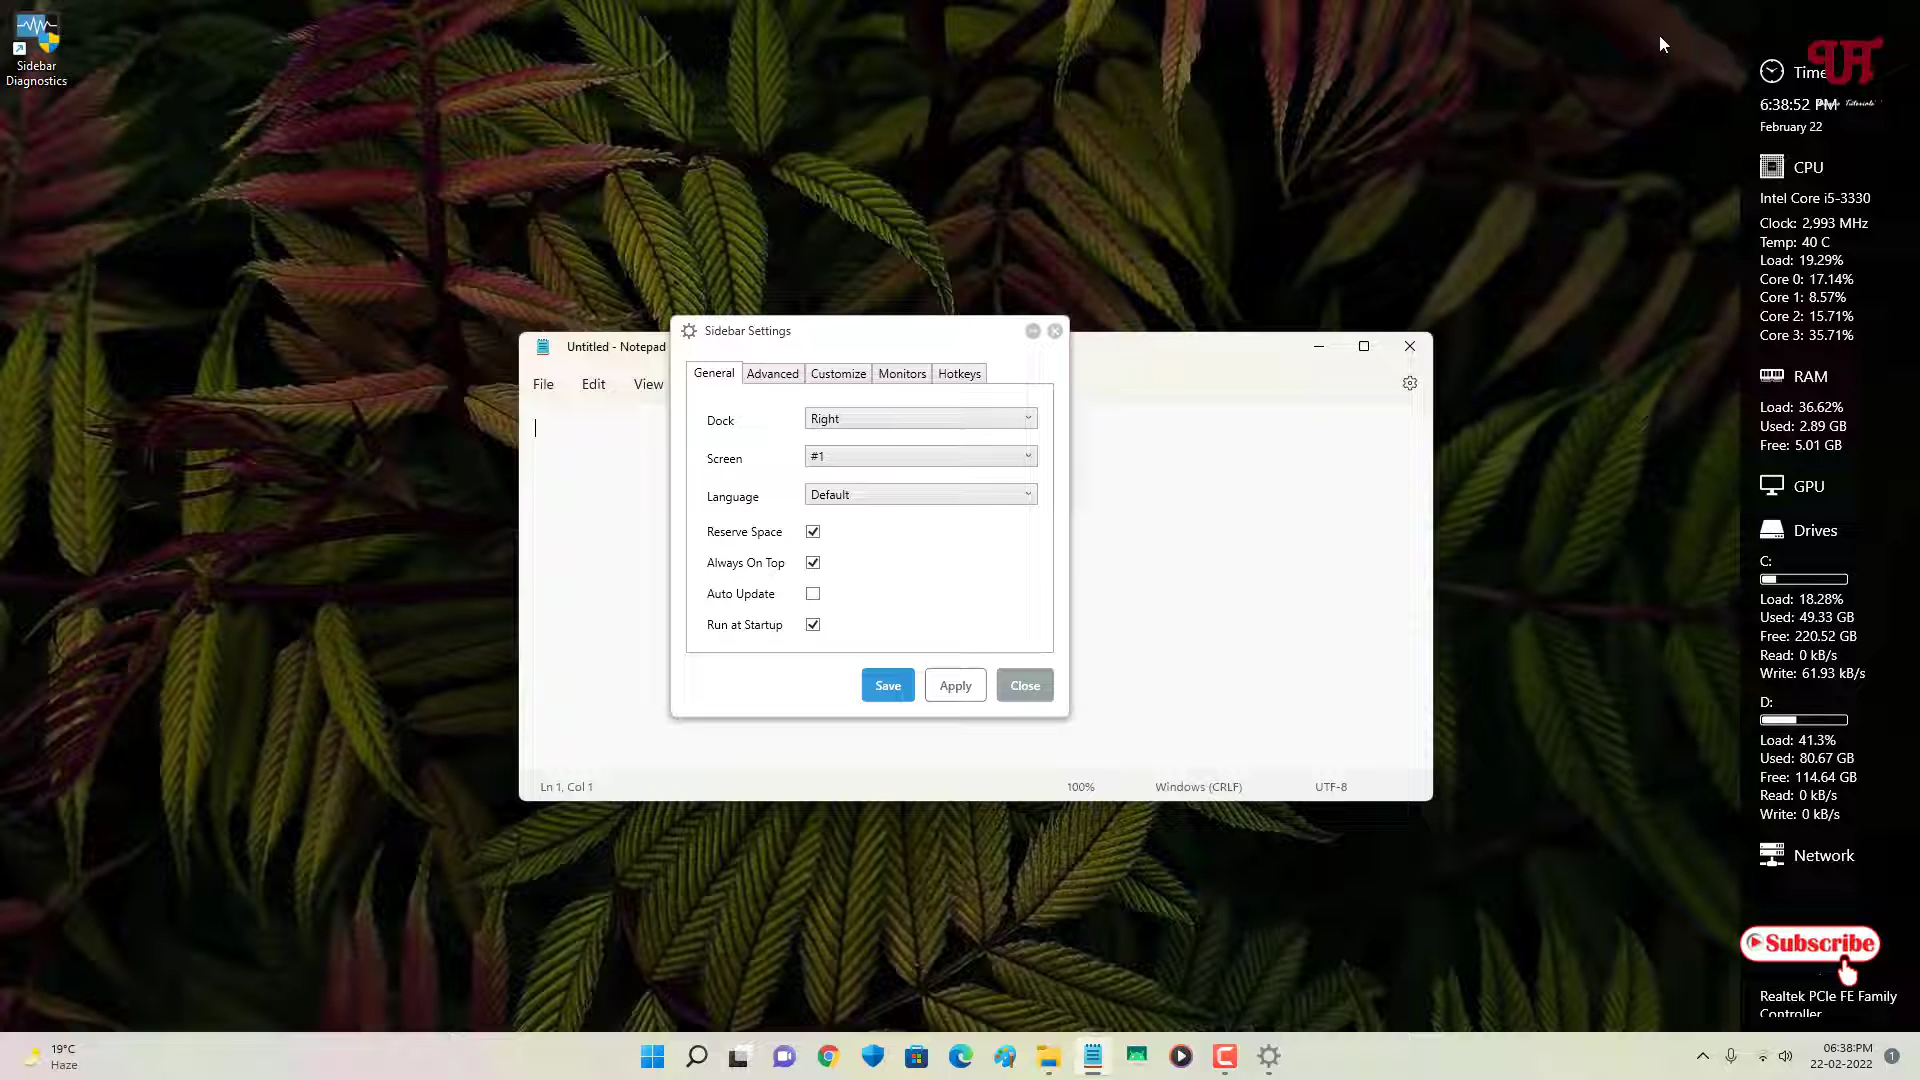 Sidebar
Diagnostics
Time
6:38:52 PM
February 22
CPU
Intel Core i5-3330
Clock: 2,993 MHz
Temp: 40 C
Load: 19.29%
Core 0: 17.14%
Core 1: 8.57%
Core 2: 15.71%
Core 3: 35.71%
RAM
Load: 36.62%
Used: 2.89 GB
Free: 5.01 GB
GPU
Drives
C:
Load: 18.28%
Used: 49.33 GB
Free: 220.52 GB
Read: 0 kB/s
Write: 61.93 kB/s
D:
Load: 41.3%
Used: 80.67 GB
Free: 114.64 GB
Read: 0 kB/s
Write: 0 kB/s
Network
Subscribe
Realtek PCIe FE Family
Controller
Untitled - Notepad
File Edit View
Sidebar Settings
General Advanced Customize Monitors Hotkeys
Dock Right
Screen #1
Language Default
Reserve Space
Always On Top
Auto Update
Run at Startup
Save Apply Close
Ln 1, Col 1 100% Windows (CRLF) UTF-8
19°C
Haze
06:38:PM
22-02-2022
1